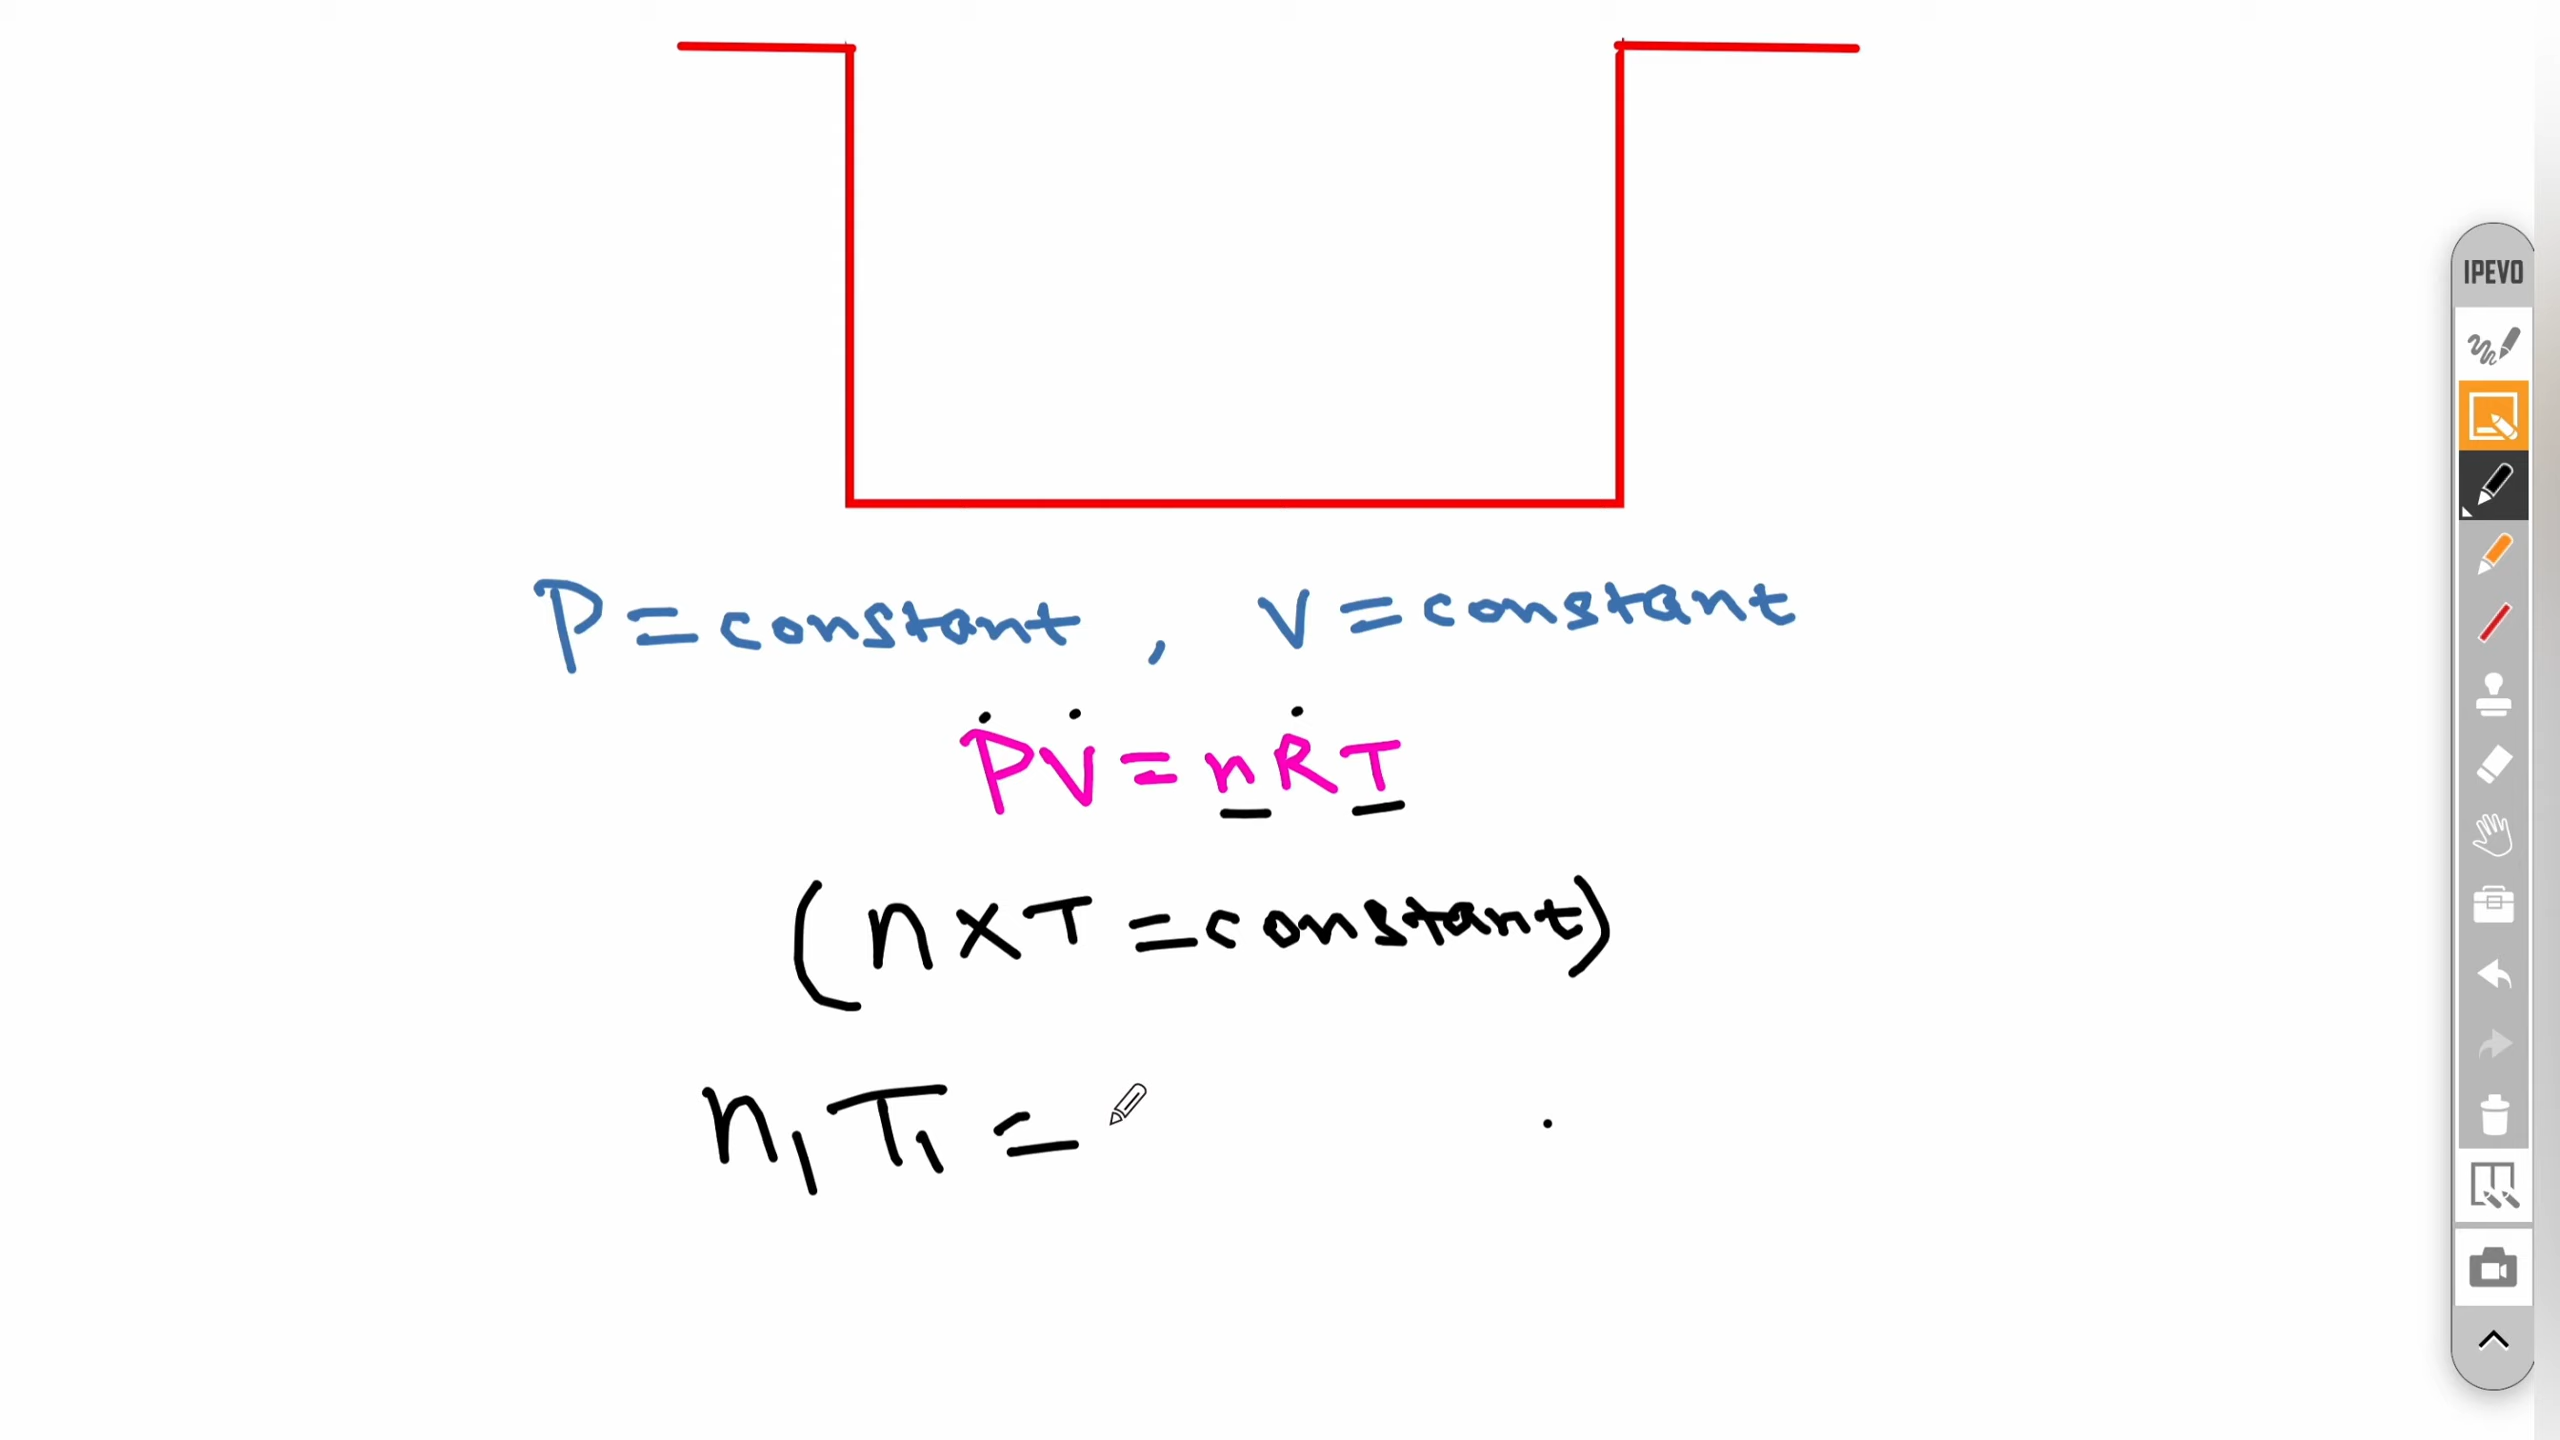 IPEVO
P = constant , V = constant
PV = nRT
(n × T = constant)
n₁T₁ =